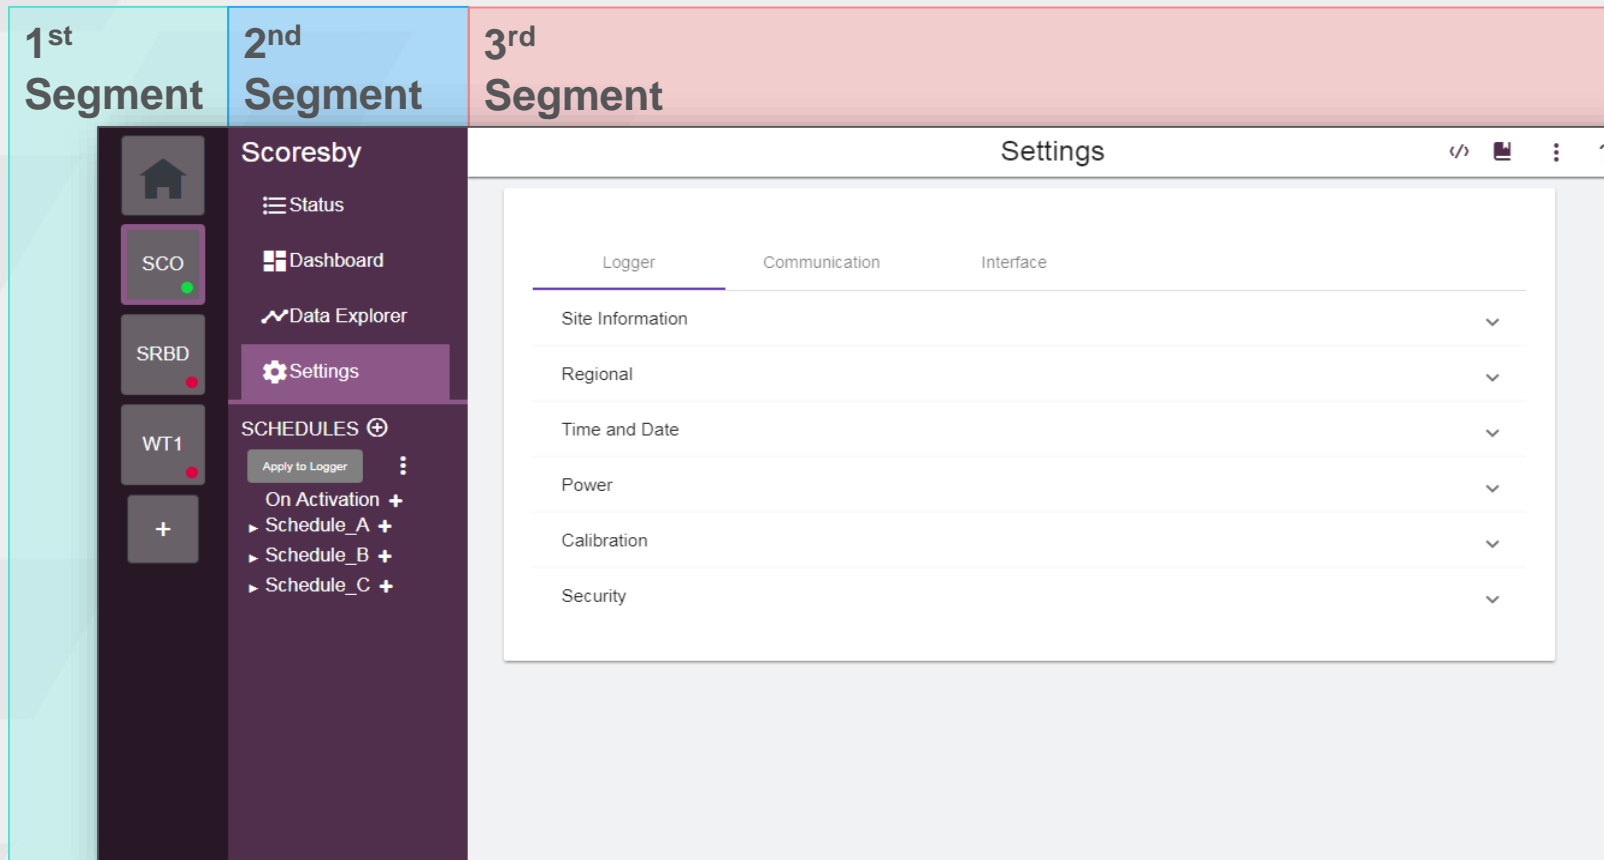 1st
Segment
2nd
Segment
3rd
Segment
SCO
SRBD
WT1
+
Scoresby
Status
Dashboard
Data Explorer
Settings
SCHEDULES
Apply to Logger
On Activation +
Schedule_A +
Schedule_B +
Schedule_C +
Settings
</>
Logger Communication Interface
Site Information
Regional
Time and Date
Power
Calibration
Security